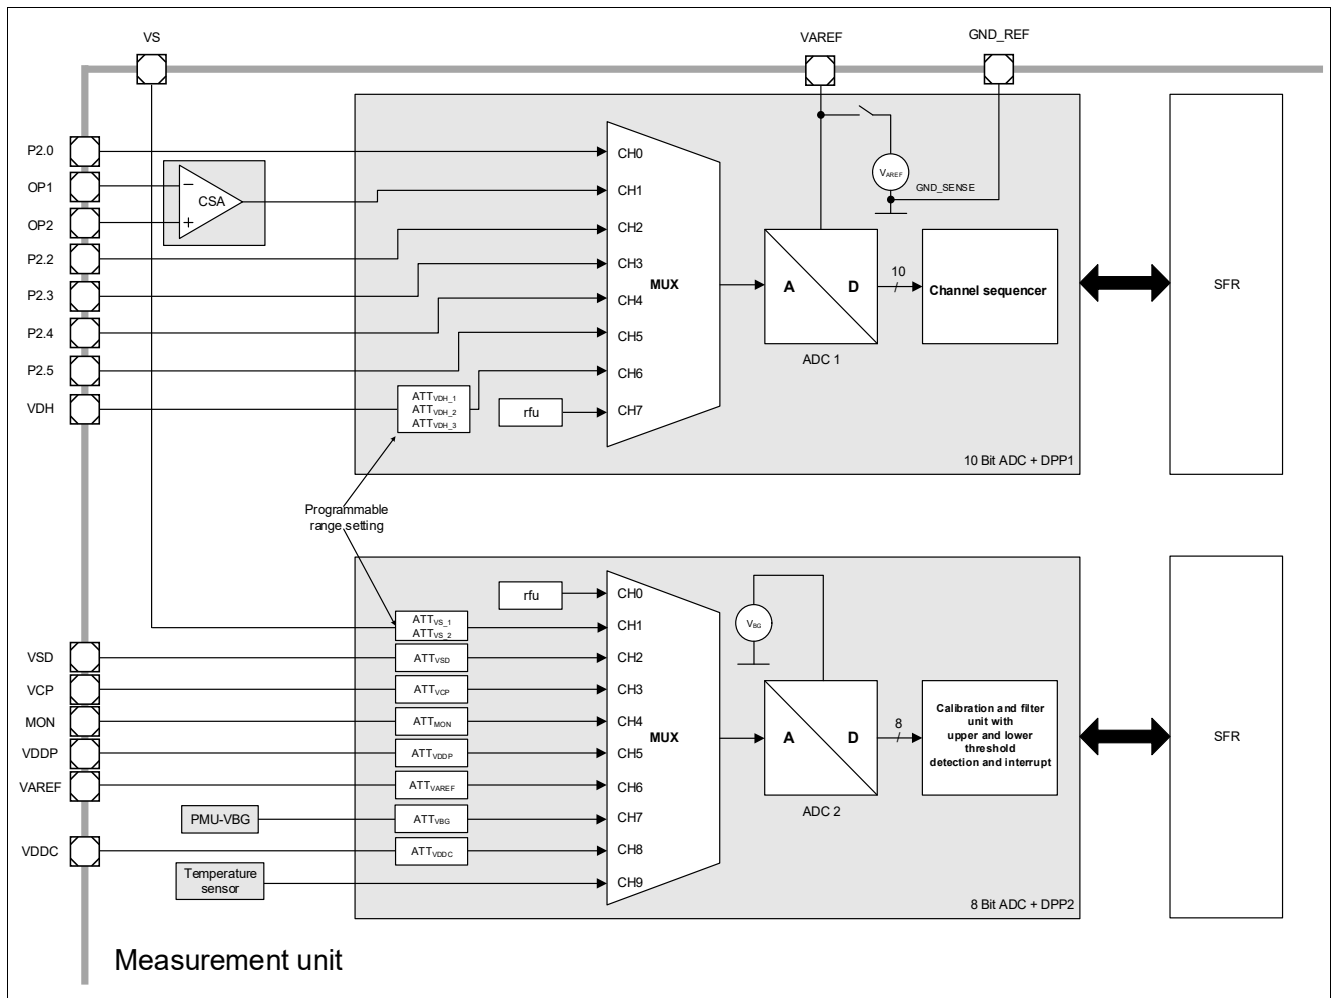 VS
VAREF
GND_REF
P2.0
OP1
OP2
P2.2
P2.3
P2.4
P2.5
VDH
−
CSA
+
ATTVDH_1
ATTVDH_2
ATTVDH_3
rfu
CH0
CH1
CH2
CH3
CH4
CH5
CH6
CH7
MUX
VAREF
GND_SENSE
A
D
ADC 1
10
Channel sequencer
10 Bit ADC + DPP1
SFR
Programmable
range setting
VSD
VCP
MON
VDDP
VAREF
VDDC
PMU-VBG
Temperature
sensor
rfu
ATTVS_1
ATTVS_2
ATTVSD
ATTVCP
ATTMON
ATTVDDP
ATTVAREF
ATTVBG
ATTVDDC
CH0
CH1
CH2
CH3
CH4
CH5
CH6
CH7
CH8
CH9
MUX
VBG
A
D
ADC 2
8
Calibration and filter
unit with
upper and lower
threshold
detection and interrupt
8 Bit ADC + DPP2
SFR
Measurement unit